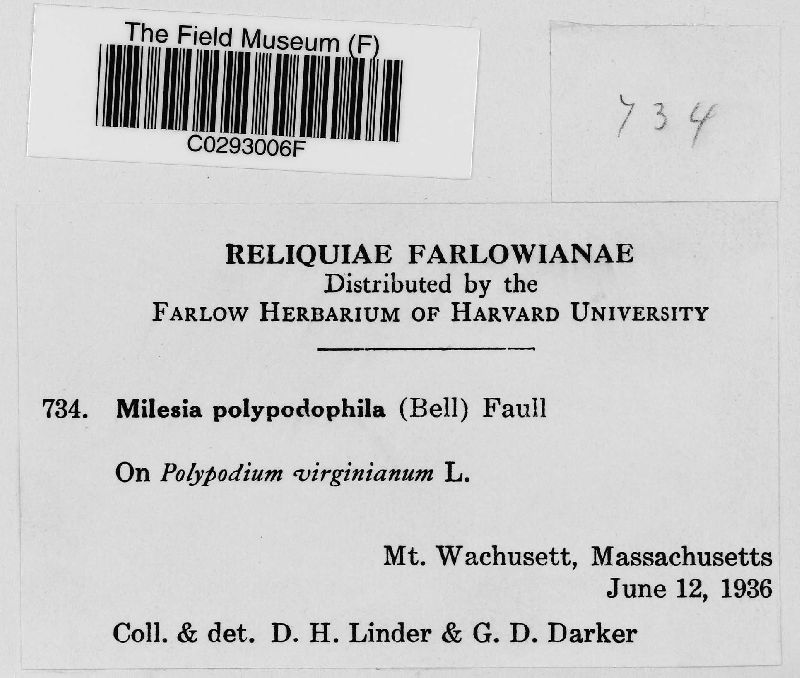 The Field Museum (F)
C0293006F
734
RELIQUIAE FARLOWIANAE
Distributed by the
FARLOW HERBARIUM OF HARVARD UNIVERSITY
734. Milesia polypodophila (Bell) Faull
On Polypodium virginianum L.
Mt. Wachusett, Massachusetts
June 12, 1936
Coll. & det. D. H. Linder & G. D. Darker